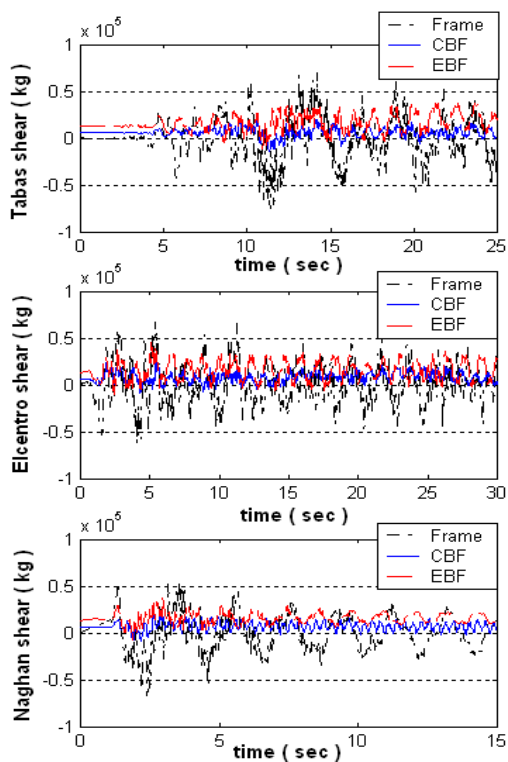 x 10^5
Frame
CBF
EBF
1
0.5
0
-0.5
-1
Tabas shear ( kg )
0 5 10 15 20 25
time ( sec )
x 10^5
Frame
CBF
EBF
1
0.5
0
-0.5
-1
Elcentro shear ( kg )
0 5 10 15 20 25 30
time ( sec )
x 10^5
Frame
CBF
EBF
1
0.5
0
-0.5
-1
Naghan shear ( kg )
0 5 10 15
time ( sec )